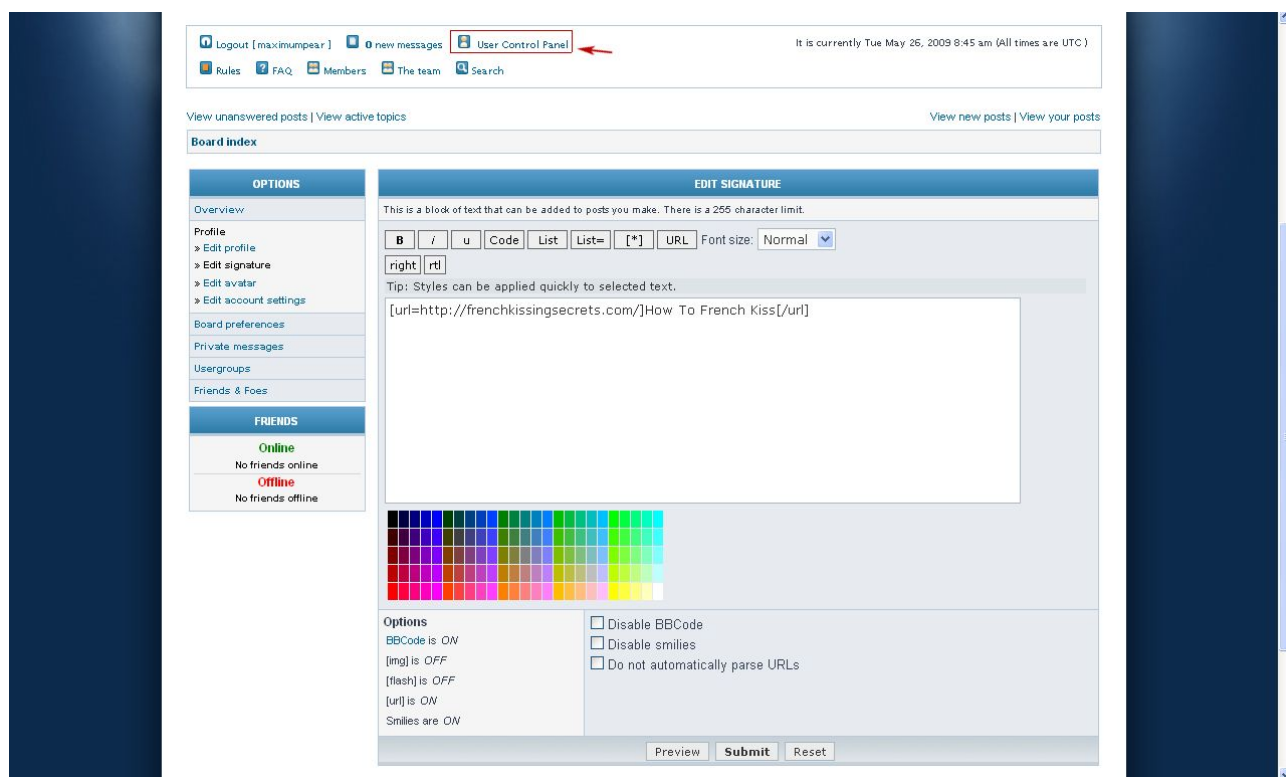 Logout [ maximumpear ] 0 new messages User Control Panel It is currently Tue May 26, 2009 8:45 am (All times are UTC )
Rules FAQ Members The team Search
View unanswered posts | View active topics View new posts | View your posts
Board index
OPTIONS
Overview
Profile
» Edit profile
» Edit signature
» Edit avatar
» Edit account settings
Board preferences
Private messages
Usergroups
Friends & Foes
FRIENDS
Online
No friends online
Offline
No friends offline
EDIT SIGNATURE
This is a block of text that can be added to posts you make. There is a 255 character limit.
B i u Code List List= [*] URL Font size: Normal
right rtl
Tip: Styles can be applied quickly to selected text.
[url=http://frenchkissingsecrets.com/]How To French Kiss[/url]
Options
BBCode is ON
[img] is OFF
[flash] is OFF
[url] is ON
Smilies are ON
Disable BBCode
Disable smilies
Do not automatically parse URLs
Preview Submit Reset